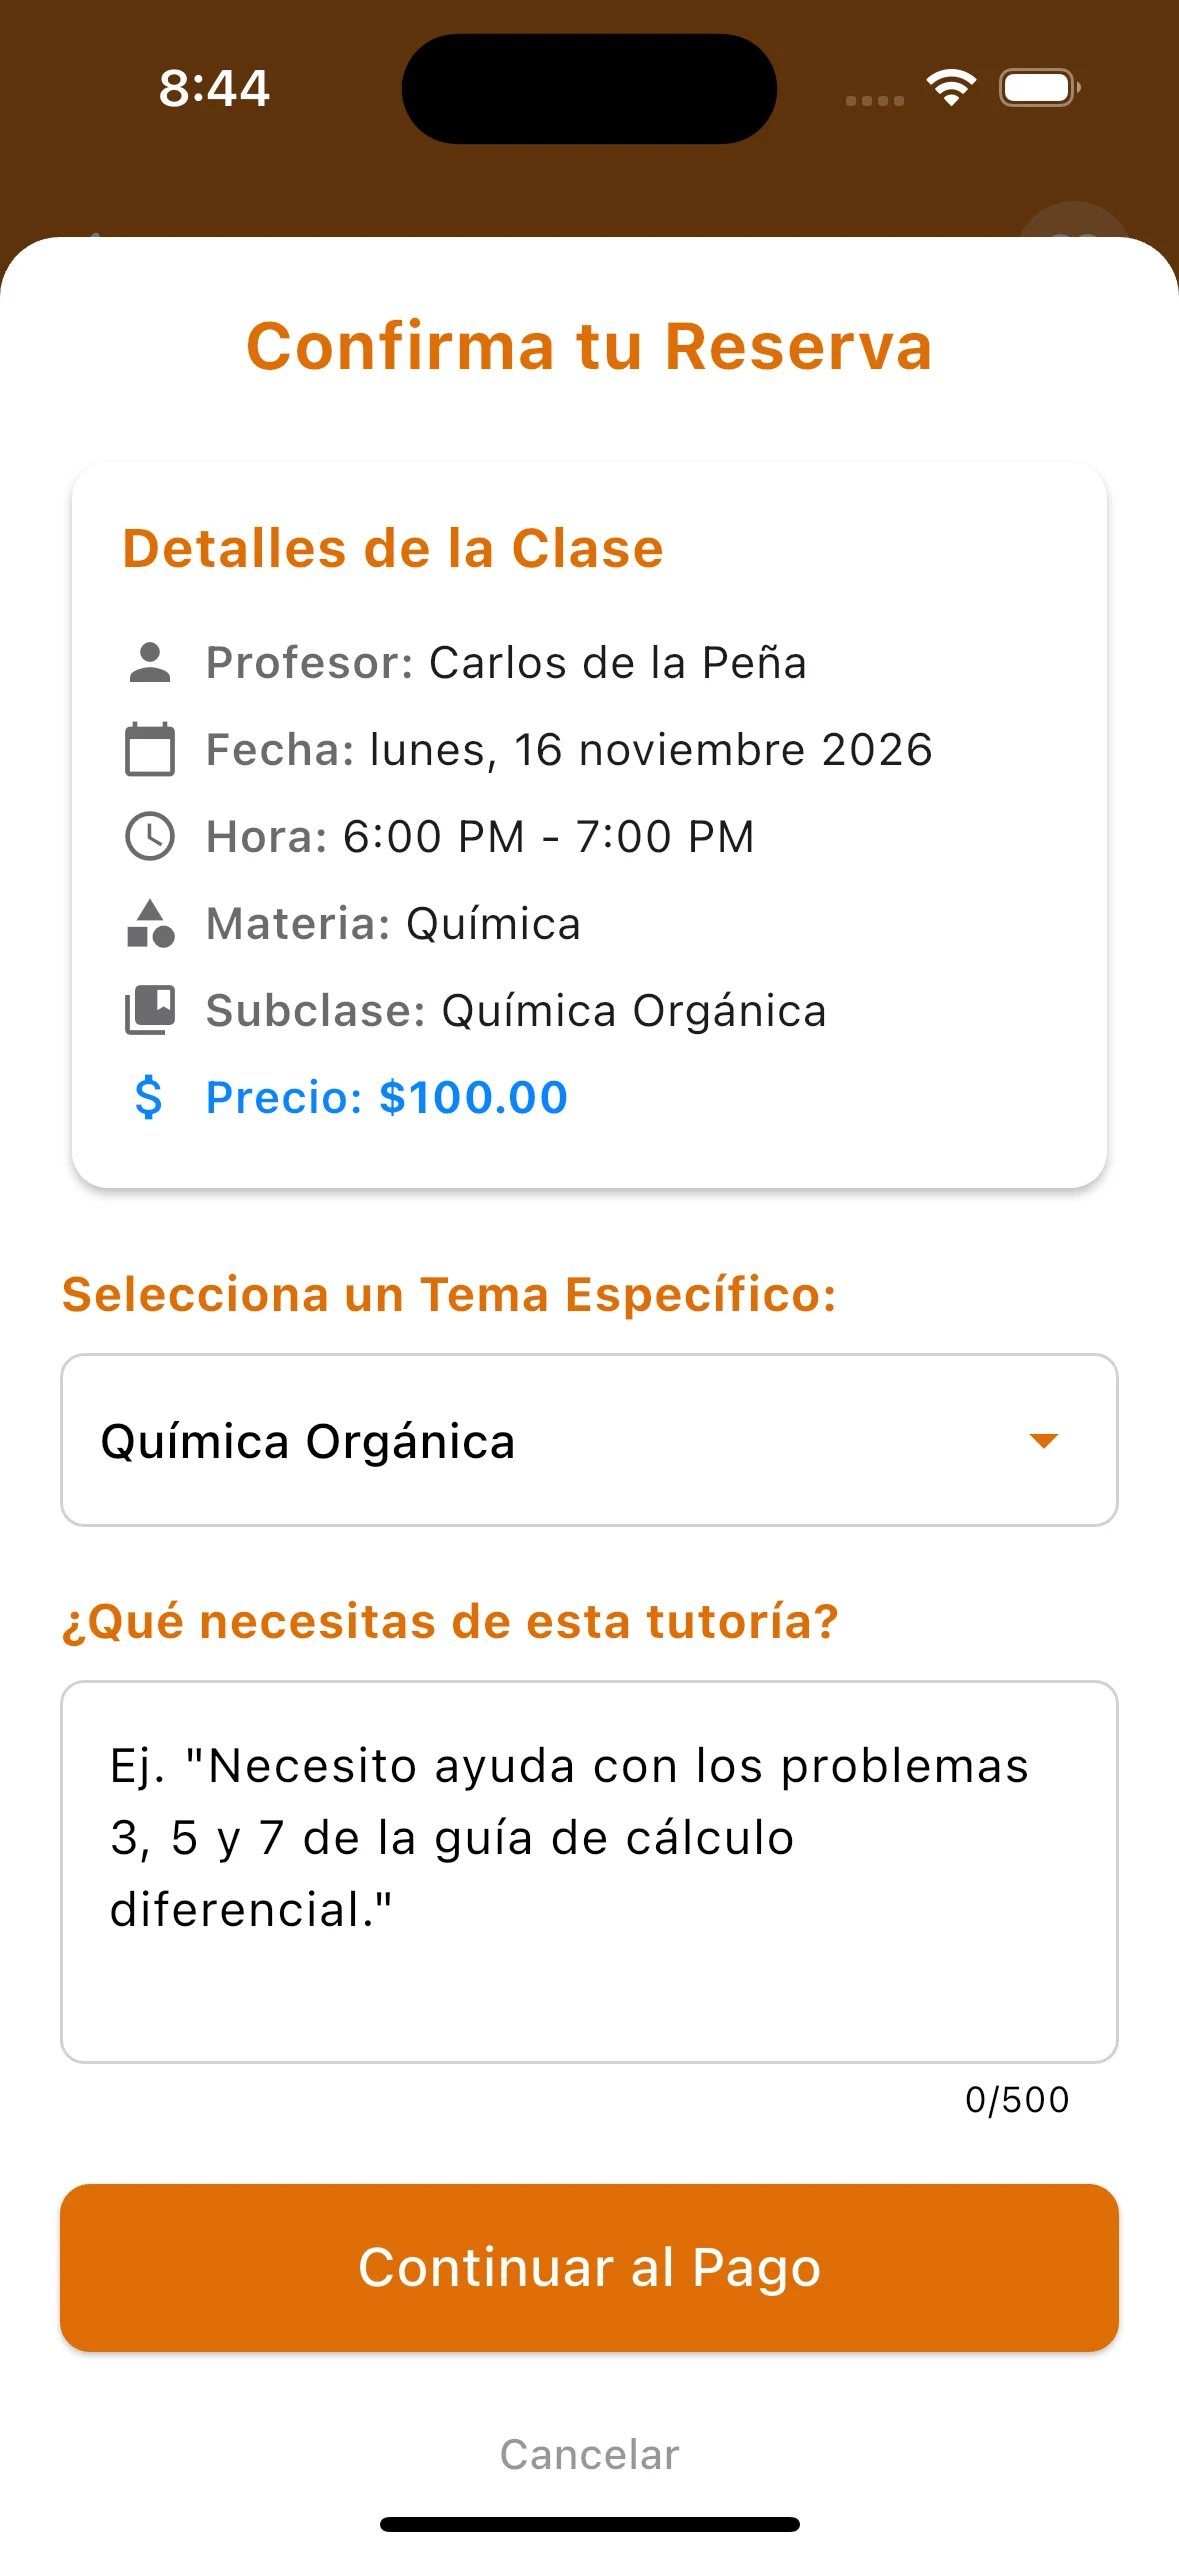 8:44
Confirma tu Reserva
Detalles de la Clase
Profesor: Carlos de la Peña
Fecha: lunes, 16 noviembre 2026
Hora: 6:00 PM - 7:00 PM
Materia: Química
Subclase: Química Orgánica
$ Precio: $100.00
Selecciona un Tema Específico:
Química Orgánica
¿Qué necesitas de esta tutoría?
Ej. "Necesito ayuda con los problemas
3, 5 y 7 de la guía de cálculo
diferencial."
0/500
Continuar al Pago
Cancelar